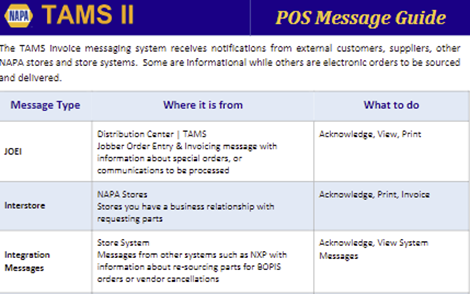 NAPA TAMS II POS Message Guide
The TAMS Invoice messaging system receives notifications from external customers, suppliers, other
NAPA stores and store systems. Some are informational while others are electronic orders to be sourced
and delivered.
Message Type Where it is from What to do
JOEI
Distribution Center | TAMS
Jobber Order Entry & Invoicing message with
information about special orders, or
communications to be processed
Acknowledge, View, Print
Interstore
NAPA Stores
Stores you have a business relationship with
requesting parts
Acknowledge, Print, Invoice
Integration
Messages
Store System
Messages from other systems such as NXP with
information about re-sourcing parts for BOPIS
orders or vendor cancellations
Acknowledge, View System
Messages